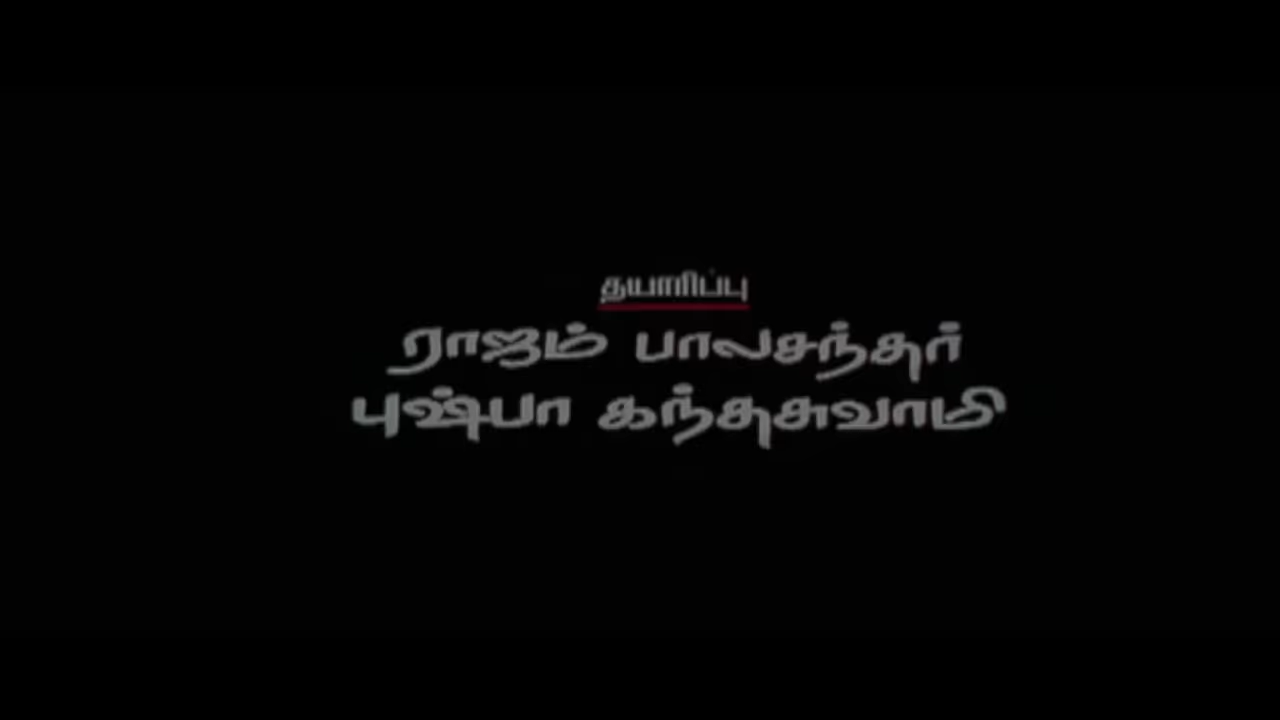 தயாரிப்பு
ராஜம் பாலசந்தர்
புஷ்பா கந்தசுவாமி